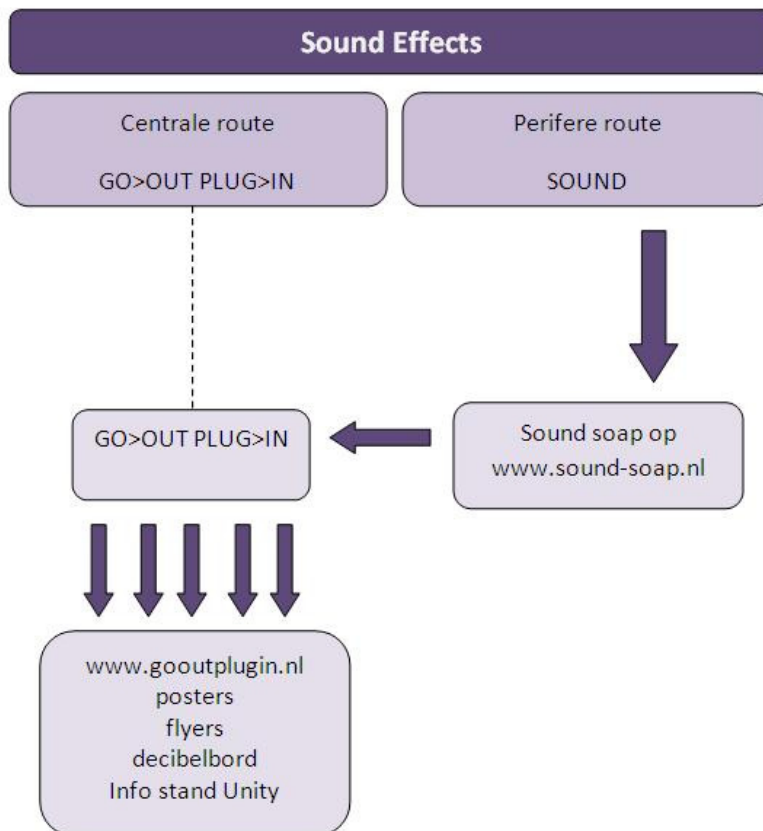 Sound Effects
Centrale route
GO>OUT PLUG>IN
Perifere route
SOUND
GO>OUT PLUG>IN
Sound soap op
www.sound-soap.nl
www.gooutplugin.nl
posters
flyers
decibelbord
Info stand Unity